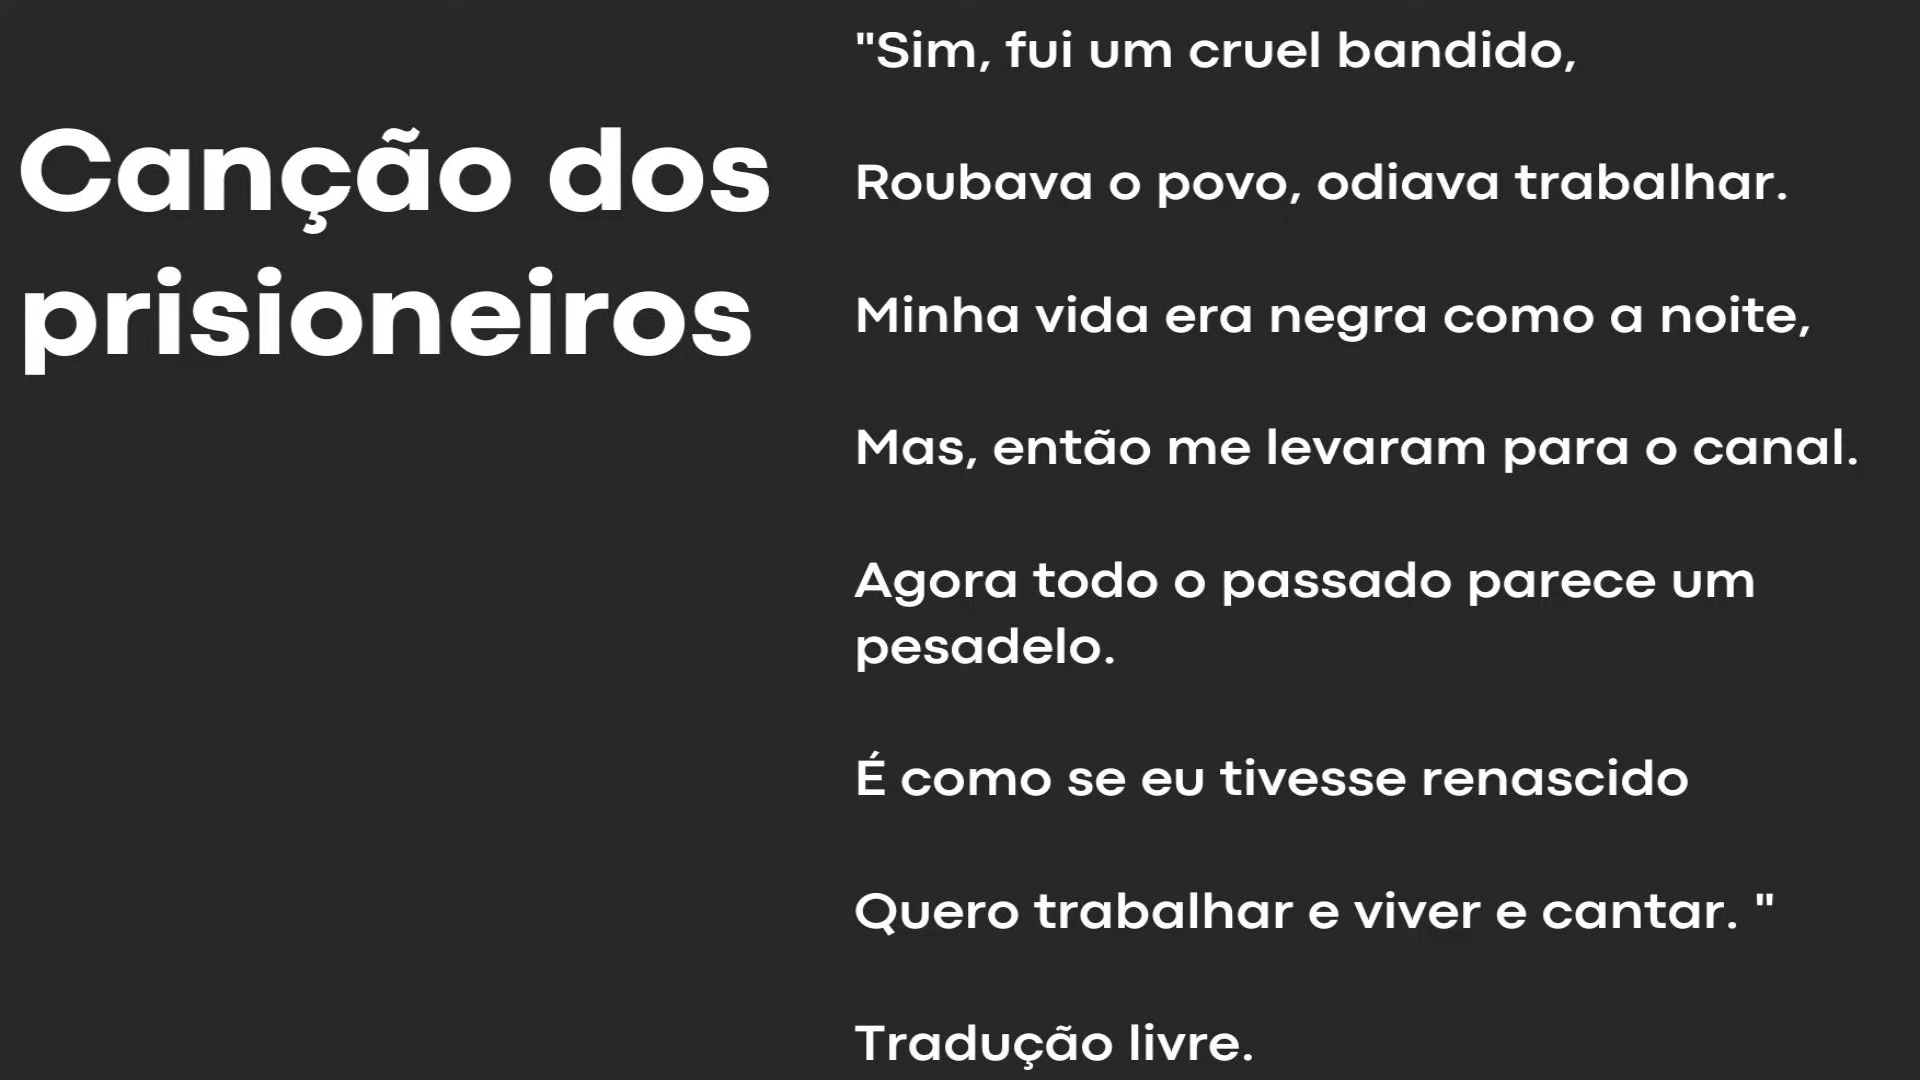 Canção dos
prisioneiros
"Sim, fui um cruel bandido,
Roubava o povo, odiava trabalhar.
Minha vida era negra como a noite,
Mas, então me levaram para o canal.
Agora todo o passado parece um
pesadelo.
É como se eu tivesse renascido
Quero trabalhar e viver e cantar. "
Tradução livre.